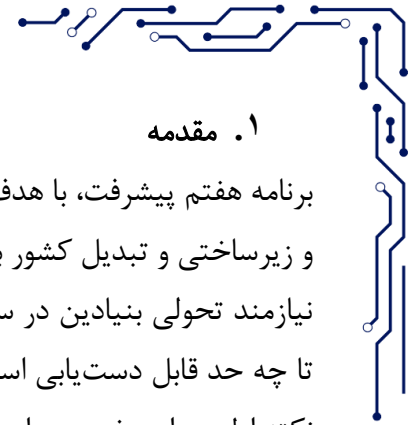 ۱. مقدمه
برنامه هفتم پیشرفت، با هدف
و زیرساختی و تبدیل کشور
نیازمند تحولی بنیادین در
تا چه حد قابل دست‌یابی